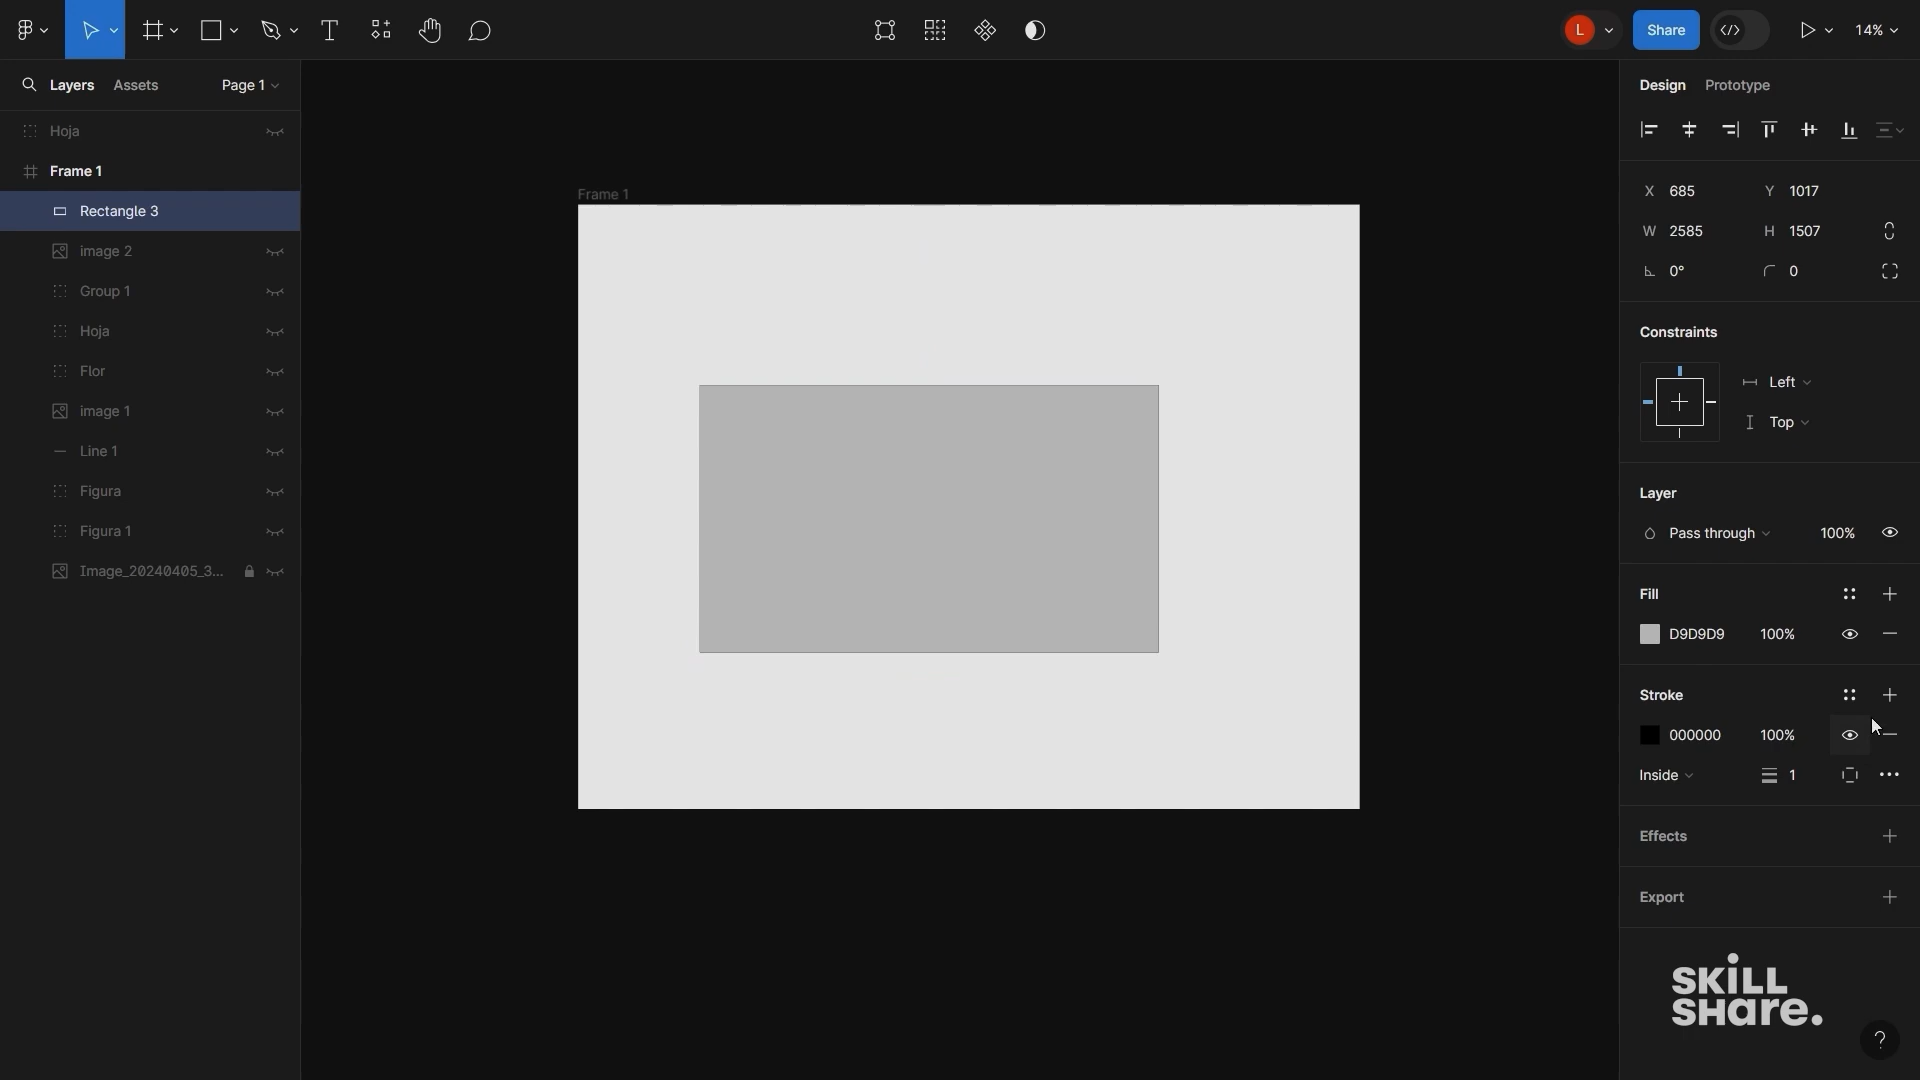 L
Share
14%
Layers
Assets
Page 1
Design
Prototype
Hoja
Frame 1
Rectangle 3
image 2
Group 1
Hoja
Flor
image 1
Line 1
Figura
Figura 1
Image_20240405_3...
Frame 1
X 685
Y 1017
W 2585
H 1507
0°
0
Constraints
Left
Top
Layer
Pass through
100%
Fill
D9D9D9
100%
Stroke
000000
100%
Inside
1
Effects
Export
SKILL
SHare.
?